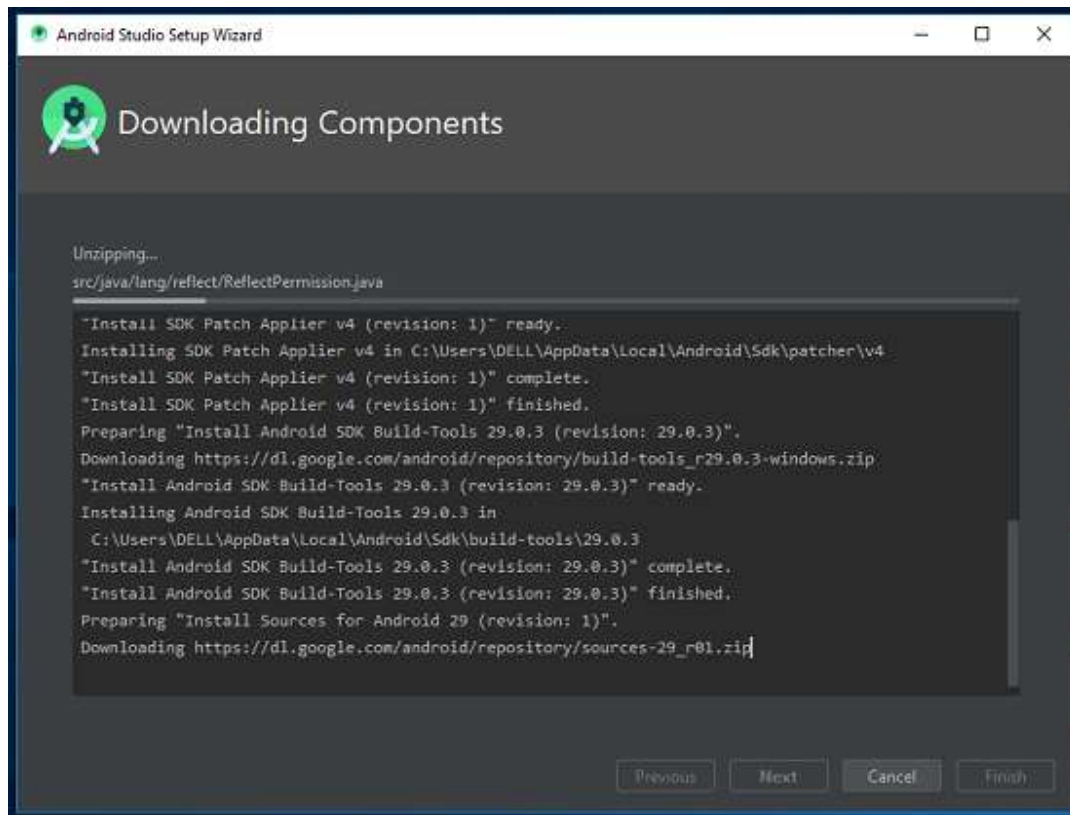 Android Studio Setup Wizard
Downloading Components
Unzipping...
src/java/lang/reflect/ReflectPermission.java
"Install SDK Patch Applier v4 (revision: 1)" ready.
Installing SDK Patch Applier v4 in C:\Users\DELL\AppData\Local\Android\Sdk\patcher\v4
"Install SDK Patch Applier v4 (revision: 1)" complete.
"Install SDK Patch Applier v4 (revision: 1)" finished.
Preparing "Install Android SDK Build-Tools 29.0.3 (revision: 29.0.3)".
Downloading https://dl.google.com/android/repository/build-tools_r29.0.3-windows.zip
"Install Android SDK Build-Tools 29.0.3 (revision: 29.0.3)" ready.
Installing Android SDK Build-Tools 29.0.3 in
C:\Users\DELL\AppData\Local\Android\Sdk\build-tools\29.0.3
"Install Android SDK Build-Tools 29.0.3 (revision: 29.0.3)" complete.
"Install Android SDK Build-Tools 29.0.3 (revision: 29.0.3)" finished.
Preparing "Install Sources for Android 29 (revision: 1)".
Downloading https://dl.google.com/android/repository/sources-29_r01.zip
Previous Next Cancel Finish